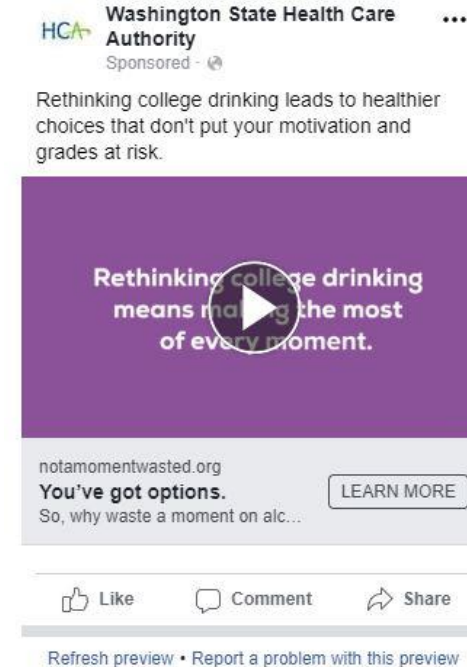 HCA
Washington State Health Care
Authority
Sponsored ·
Rethinking college drinking leads to healthier
choices that don't put your motivation and
grades at risk.
Rethinking college drinking
means making the most
of every moment.
notamomentwasted.org
You've got options.
So, why waste a moment on alc...
LEARN MORE
Like
Comment
Share
Refresh preview • Report a problem with this preview